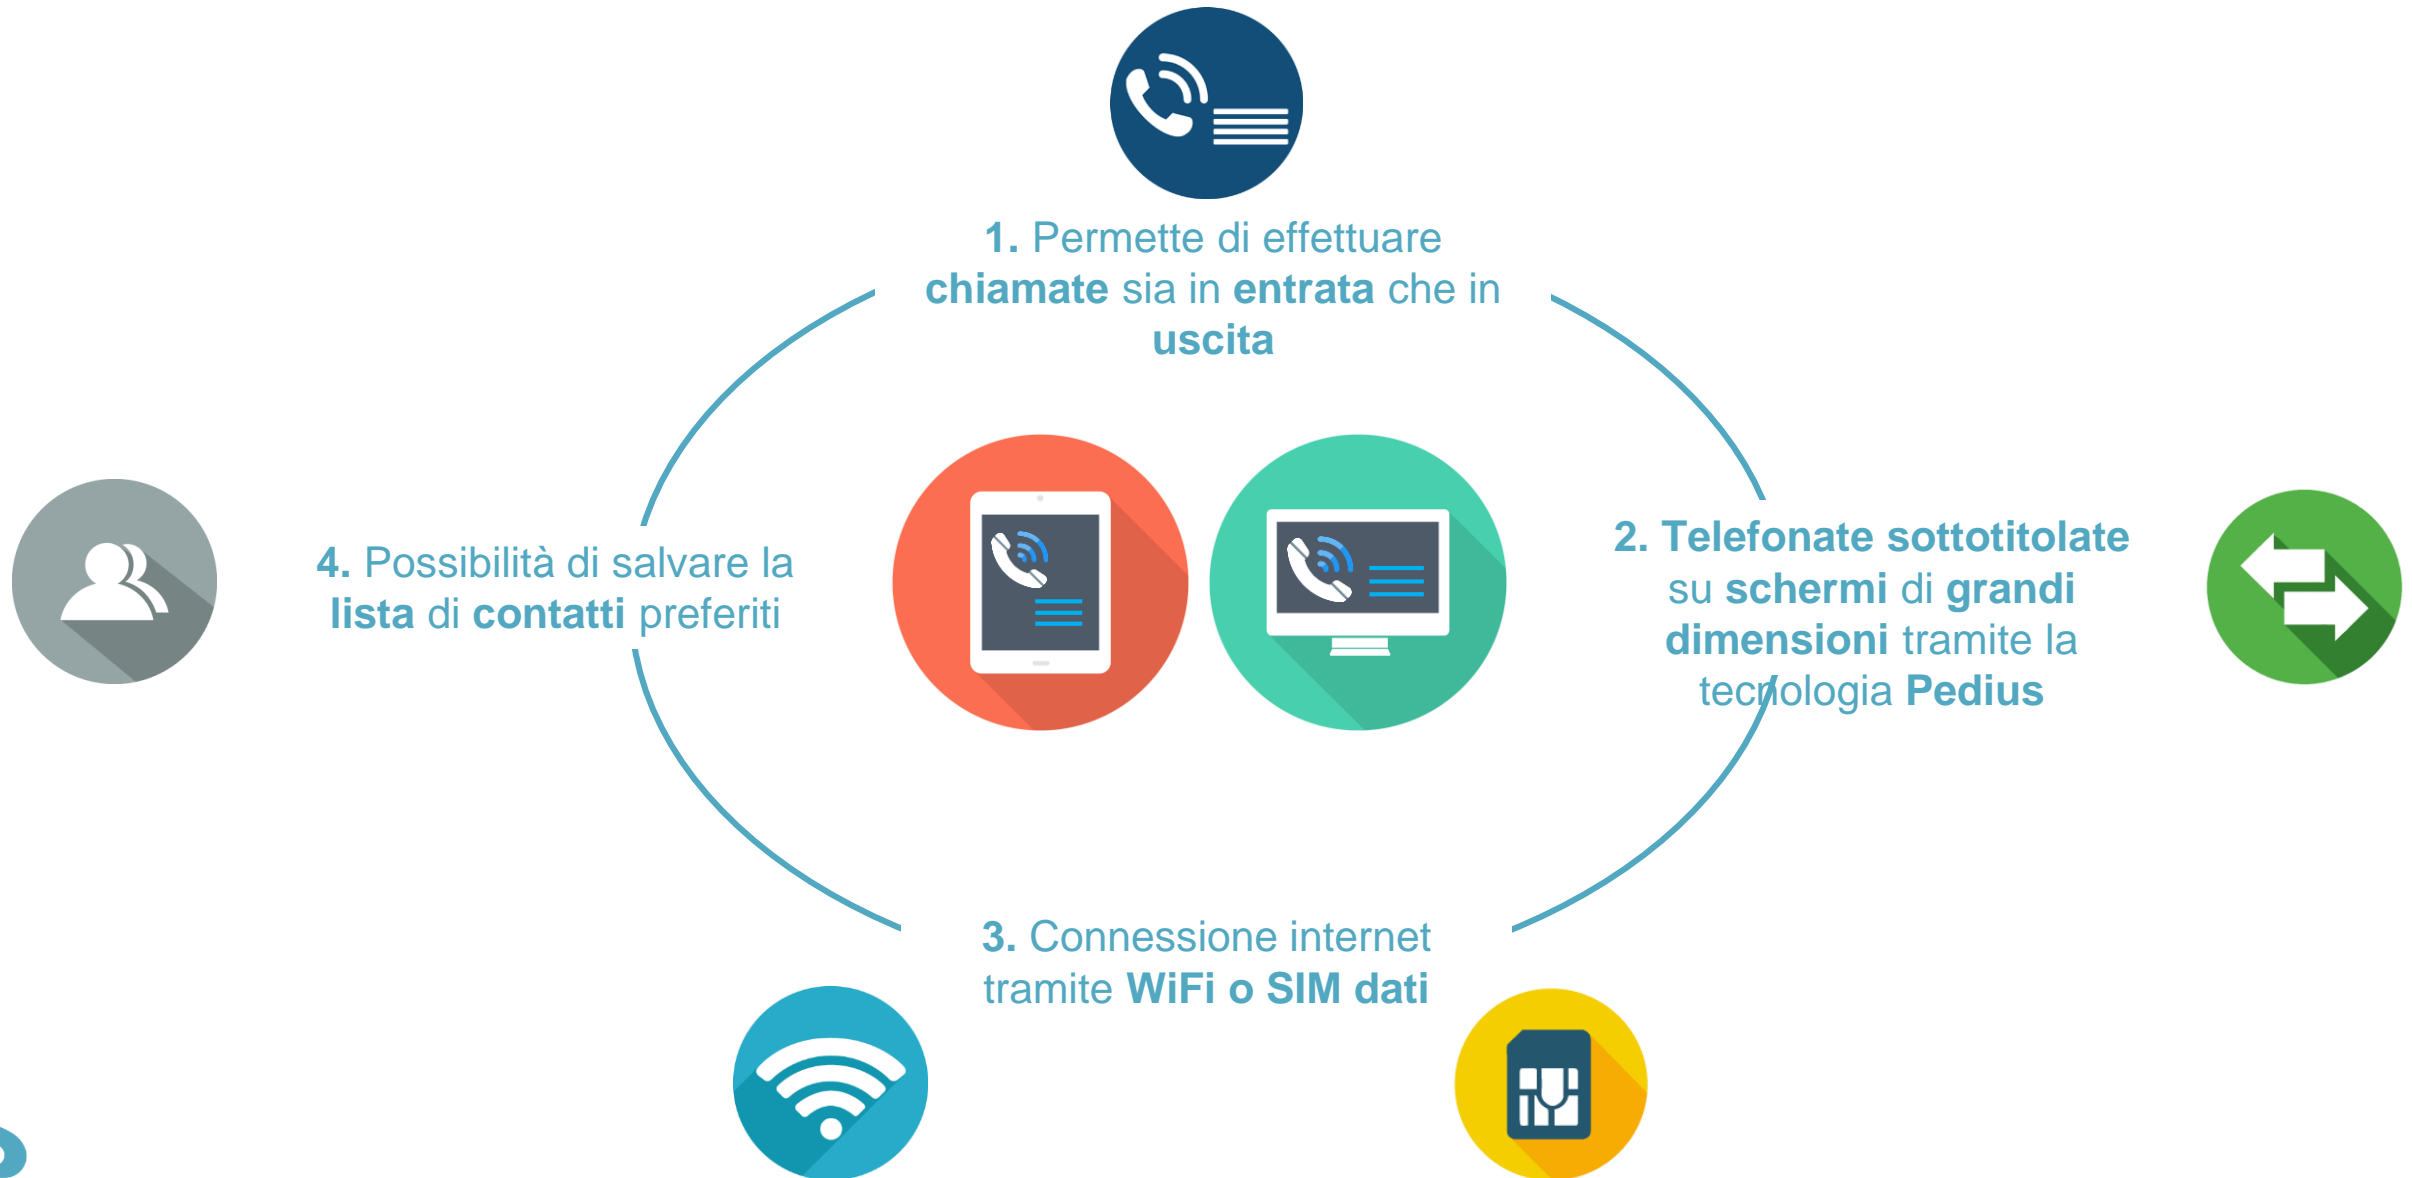 1. Permette di effettuare
chiamate sia in entrata che in
uscita
2. Telefonate sottotitolate
su schermi di grandi
dimensioni tramite la
tecnologia Pedius
3. Connessione internet
tramite WiFi o SIM dati
4. Possibilità di salvare la
lista di contatti preferiti